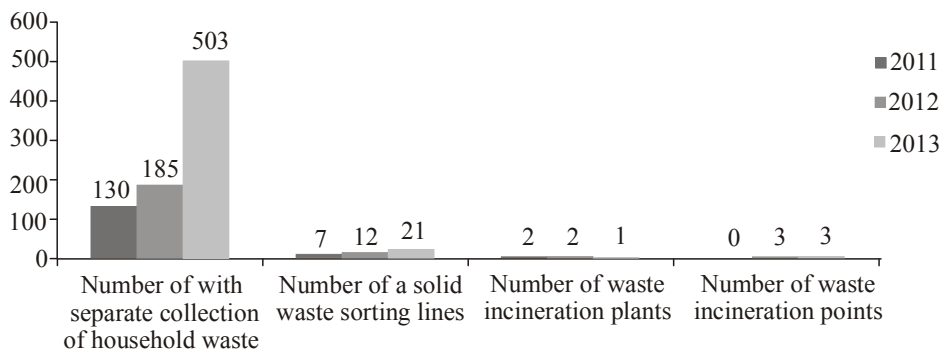 600
500
400
300
200
100
0
130
185
503
7
12
21
2
2
1
0
3
3
2011
2012
2013
Number of with
separate collection
of household waste
Number of a solid
waste sorting lines
Number of waste
incineration plants
Number of waste
incineration points